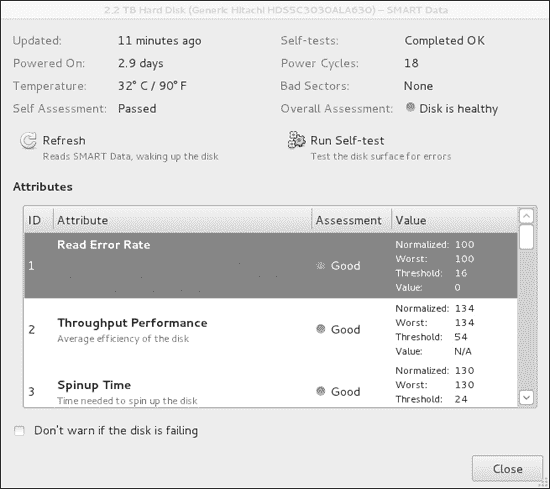 2.2 TB Hard Disk (Generic Hitachi HDS5C3030ALA630) – SMART Data
Updated: 11 minutes ago Self-tests: Completed OK
Powered On: 2.9 days Power Cycles: 18
Temperature: 32° C / 90° F Bad Sectors: None
Self Assessment: Passed Overall Assessment: Disk is healthy
Refresh Run Self-test
Reads SMART Data, waking up the disk Test the disk surface for errors
Attributes
ID Attribute Assessment Value
Read Error Rate Normalized: 100
Worst: 100
1 Good Threshold: 16
Value: 0
Normalized: 134
2 Throughput Performance Good Worst: 134
Average efficiency of the disk Threshold: 54
Value: N/A
Normalized: 130
3 Spinup Time Good Worst: 130
Time needed to spin up the disk Threshold: 24
Don't warn if the disk is failing
Close